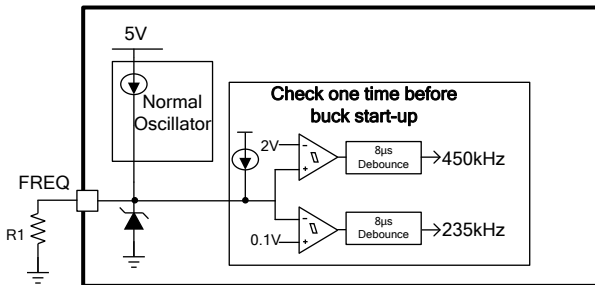 5V
Normal
Oscillator
Check one time before
buck start-up
2V
−
+
8μs
Debounce
450kHz
FREQ
R1
−
+
0.1V
8μs
Debounce
235kHz